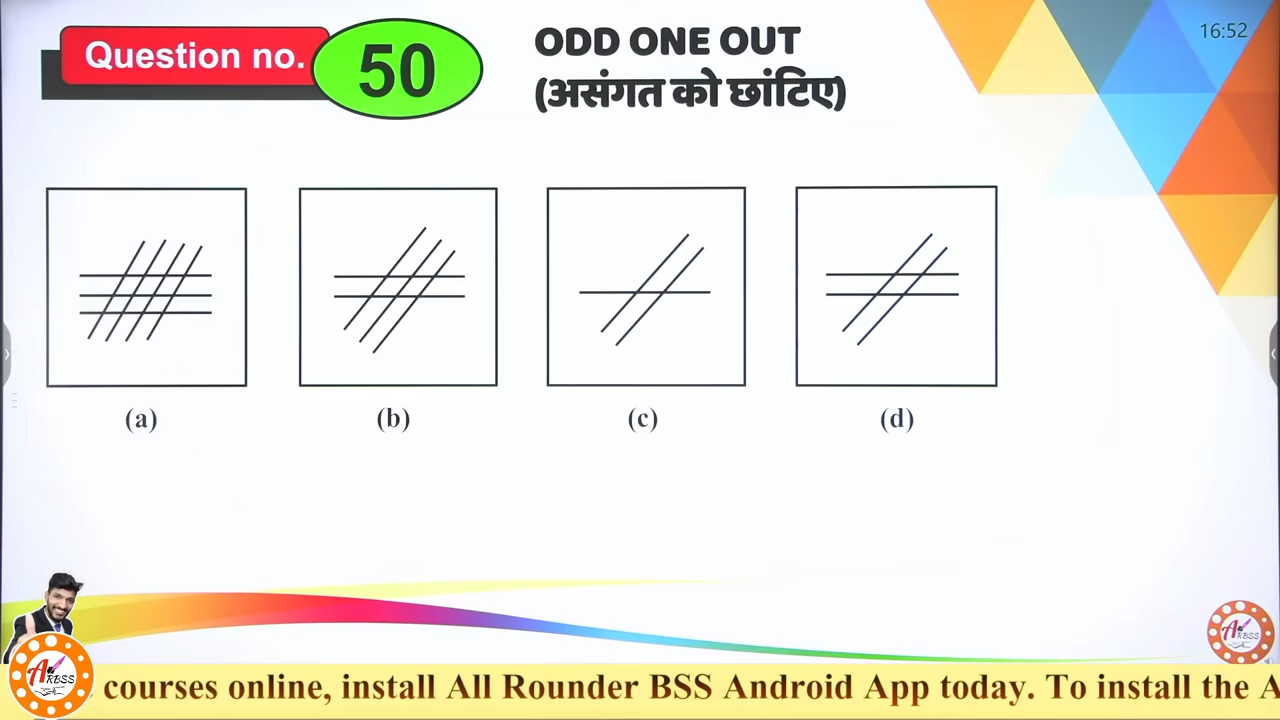 Question no.
50
ODD ONE OUT
(असंगत को छांटिए)
16:52
(a)
(b)
(c)
(d)
courses online, install All Rounder BSS Android App today. To install the A